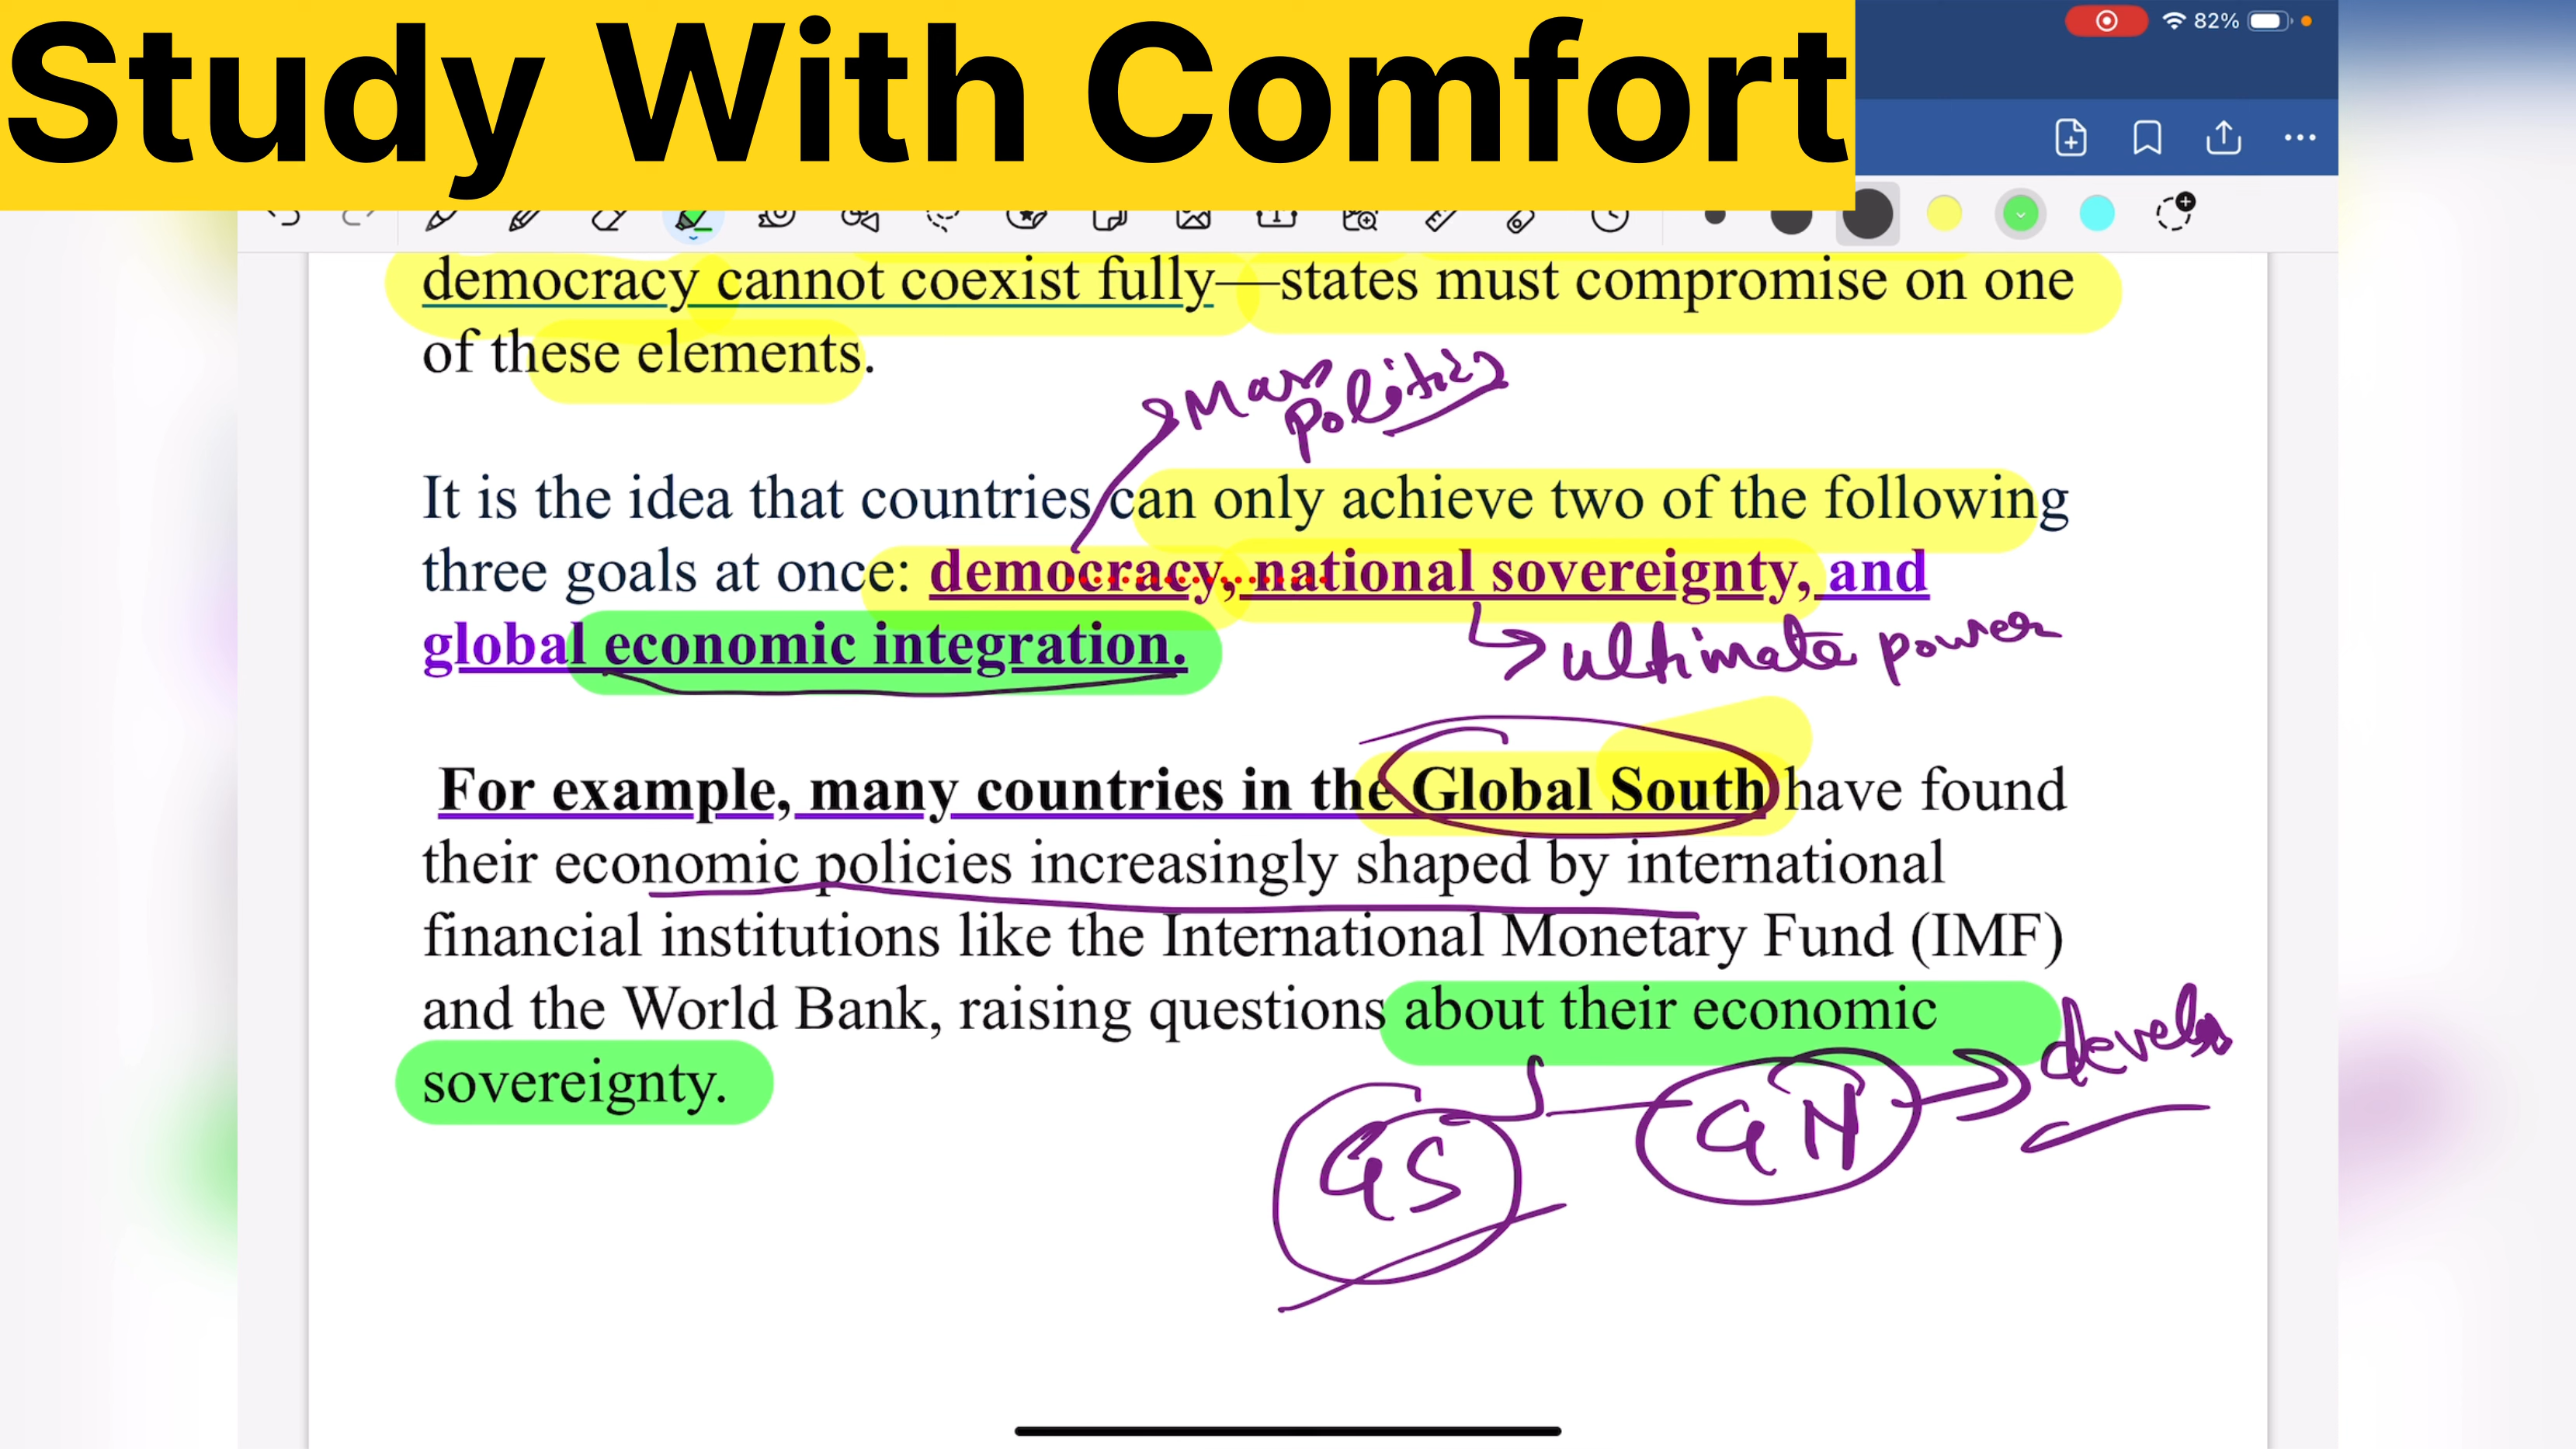 Study With Comfort
82%
democracy cannot coexist fully—states must compromise on one
of these elements.
Mass
politics
It is the idea that countries can only achieve two of the following
three goals at once: democracy, national sovereignty, and
global economic integration.
ultimate power
For example, many countries in the Global South have found
their economic policies increasingly shaped by international
financial institutions like the International Monetary Fund (IMF)
and the World Bank, raising questions about their economic
sovereignty.
GS
GN